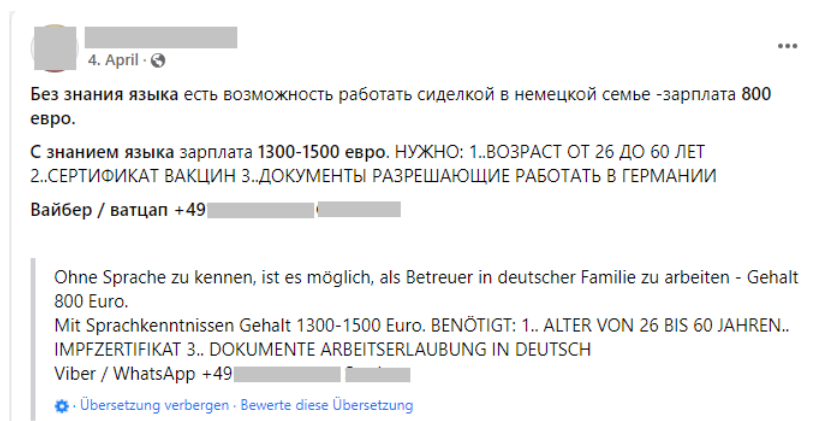 4. April ·
Без знания языка есть возможность работать сиделкой в немецкой семье -зарплата 800
евро.
С знанием языка зарплата 1300-1500 евро. НУЖНО: 1..ВОЗРАСТ ОТ 26 ДО 60 ЛЕТ
2..СЕРТИФИКАТ ВАКЦИН 3..ДОКУМЕНТЫ РАЗРЕШАЮЩИЕ РАБОТАТЬ В ГЕРМАНИИ
Вайбер / ватцап +49
Ohne Sprache zu kennen, ist es möglich, als Betreuer in deutscher Familie zu arbeiten - Gehalt
800 Euro.
Mit Sprachkenntnissen Gehalt 1300-1500 Euro. BENÖTIGT: 1.. ALTER VON 26 BIS 60 JAHREN..
IMPFZERTIFIKAT 3.. DOKUMENTE ARBEITSERLAUBUNG IN DEUTSCH
Viber / WhatsApp +49
· Übersetzung verbergen · Bewerte diese Übersetzung